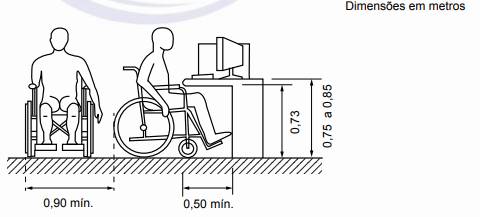 Dimensões em metros
0,73
0,75 a 0,85
0,90 mín.
0,50 mín.